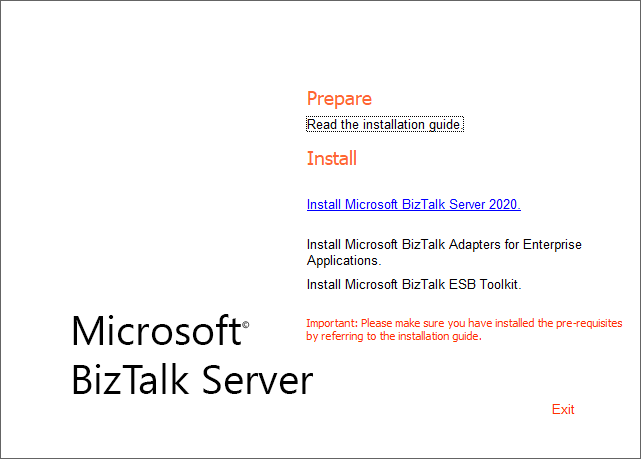 Prepare
Read the installation guide.
Install
Install Microsoft BizTalk Server 2020.
Install Microsoft BizTalk Adapters for Enterprise
Applications.
Install Microsoft BizTalk ESB Toolkit.
Important: Please make sure you have installed the pre-requisites
by referring to the installation guide.
Microsoft©
BizTalk Server
Exit